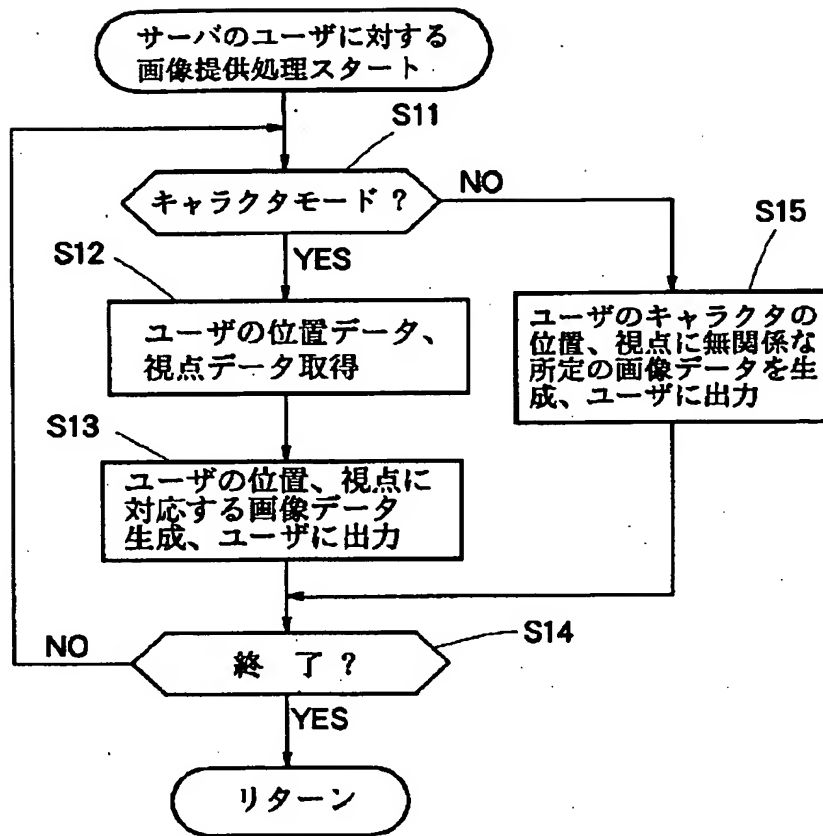 サーバのユーザに対する
画像提供処理スタート
S11
キャラクタモード？
NO
YES
S12
ユーザの位置データ、
視点データ取得
S15
ユーザのキャラクタの
位置、視点に無関係な
所定の画像データを生
成、ユーザに出力
S13
ユーザの位置、視点に
対応する画像データ
生成、ユーザに出力
S14
終 了？
NO
YES
リターン